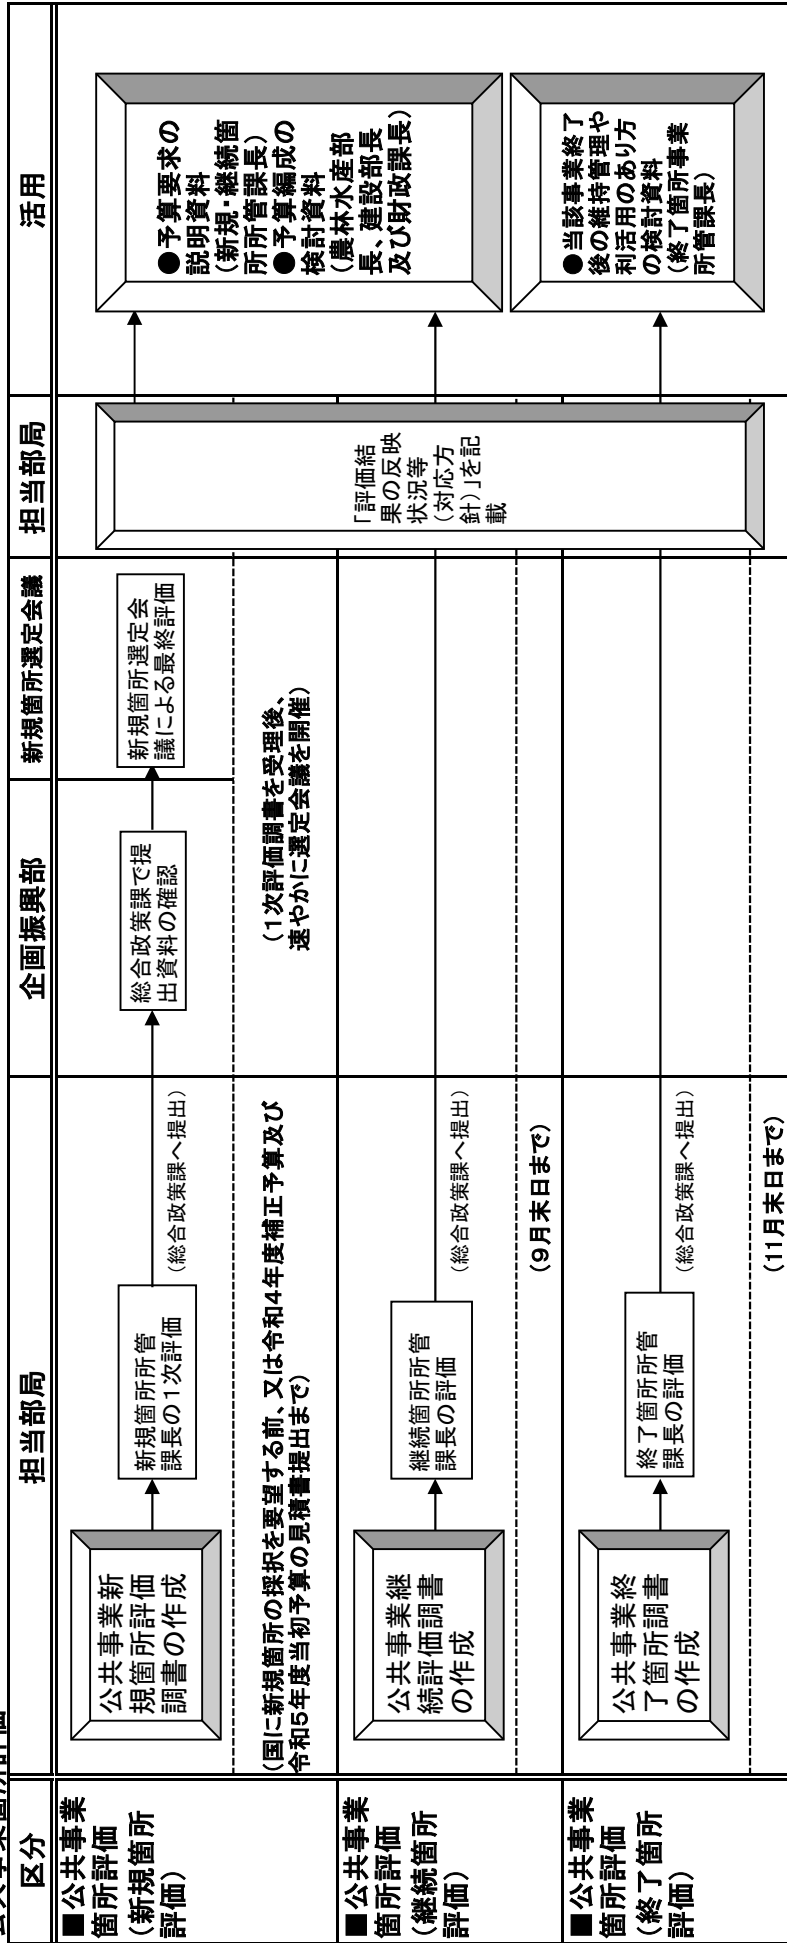 公共事業箇所評価
区分
担当部局
企画振興部
新規箇所選定会議
担当部局
活用
■公共事業
箇所評価
(新規箇所
評価)
公共事業新
規箇所評価
調書の作成
新規箇所所管
課長の1次評価
(総合政策課へ提出)
総合政策課で提
出資料の確認
新規箇所選定会
議による最終評価
(国に新規箇所の採択を要望する前、又は令和4年度補正予算及び
令和5年度当初予算の見積書提出まで)
(1次評価調書を受理後、
速やかに選定会議を開催)
■公共事業
箇所評価
(継続箇所
評価)
公共事業継
続評価調書
の作成
継続箇所所管
課長の評価
(総合政策課へ提出)
(9月末日まで)
■公共事業
箇所評価
(終了箇所
評価)
公共事業終
了箇所調書
の作成
終了箇所所管
課長の評価
(総合政策課へ提出)
(11月末日まで)
「評価結
果の反映
状況等
(対応方
針)」を記
載
●予算要求の
説明資料
(新規・継続箇
所所管課長)
●予算編成の
検討資料
(農林水産部
長、建設部長
及び財政課長)
●当該事業終了
後の維持管理や
利活用のあり方
の検討資料
(終了箇所事業
所管課長)